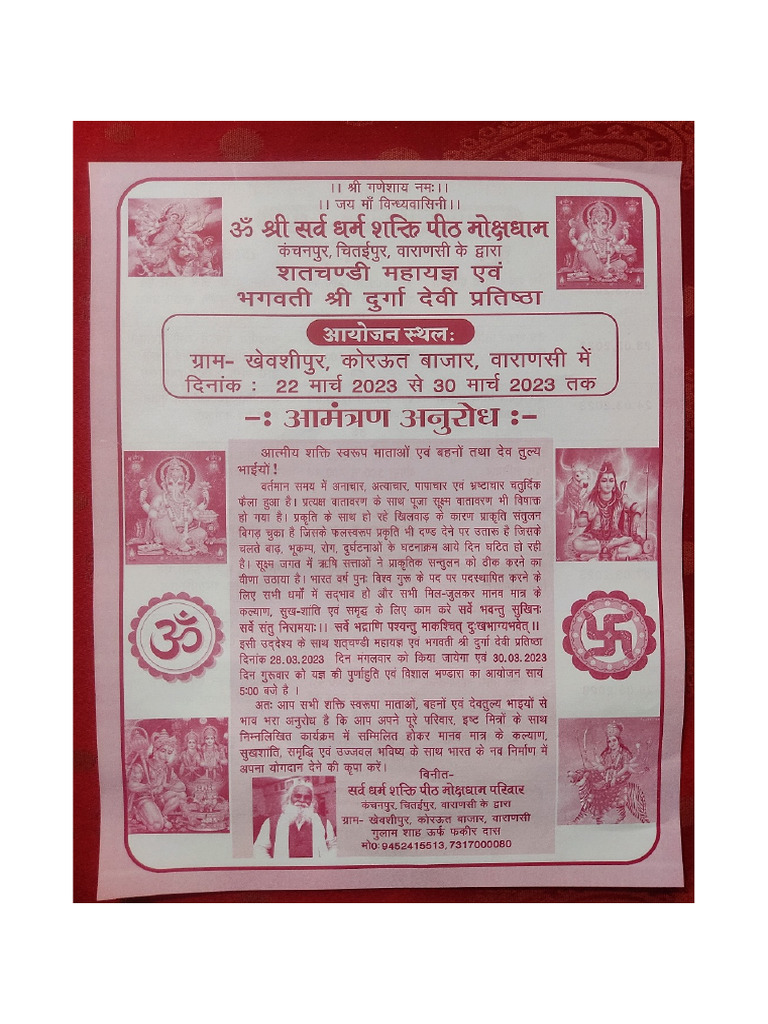 ।। श्री गणेशाय नमः।।
।। जय माँ विन्ध्यवासिनी।।
ॐ श्री सर्व धर्म शक्ति पीठ मोक्षधाम
कंचनपुर, चितईपुर, वाराणसी के द्वारा
शतचण्डी महायज्ञ एवं
भगवती श्री दुर्गा देवी प्रतिष्ठा
आयोजन स्थलः
ग्राम- खेवशीपुर, कोरऊत बाजार, वाराणसी में
दिनांक : 22 मार्च 2023 से 30 मार्च 2023 तक
-: आमंत्रण अनुरोध :-
आत्मीय शक्ति स्वरूप माताओं एवं बहनों तथा देव तुल्य
भाईयों !
वर्तमान समय में अनाचार, अत्याचार, पापाचार एवं भ्रष्टाचार चतुर्दिक
फैला हुआ है। प्रत्यक्ष वातावरण के साथ पूजा सूक्ष्म वातावरण भी विषाक्त
हो गया है। प्रकृति के साथ हो रहे खिलवाड़ के कारण प्राकृति संतुलन
बिगड़ चुका है जिसके फलस्वरूप प्रकृति भी दण्ड देने पर उतारू है जिसके
चलते बाढ़, भूकम्प, रोग, दुर्घटनाओं के घटनाक्रम आये दिन घटित हो रही
है। सूक्ष्म जगत में ऋषि सत्ताओं ने प्राकृतिक सन्तुलन को ठीक करने का
वीणा उठाया है। भारत वर्ष पुनः विश्व गुरू के पद पर पदस्थापित करने के
लिए सभी धर्मों में सद्भाव हो और सभी मिल-जुलकर मानव मात्र के
कल्याण, सुख-शांति एवं समृद्ध के लिए काम करे सर्वे भवन्तु सुखिनः
सर्वे संतु निरामयाः।। सर्वे भद्राणि पश्यन्तु माकश्चित् दुःखभाग्यभवेत्।।
इसी उद्देश्य के साथ शत्चण्डी महायज्ञ एवं भगवती श्री दुर्गा देवी प्रतिष्ठा
दिनांक 28.03.2023 दिन मंगलवार को किया जायेगा एवं 30.03.2023
दिन गुरूवार को यज्ञ की पुर्णाहुति एवं विशाल भण्डारा का आयोजन सायं
5:00 बजे है ।
अतः आप सभी शक्ति स्वरूपा माताओं, बहनों एवं देवतुल्य भाइयों से
भाव भरा अनुरोध है कि आप अपने पूरे परिवार, इष्ट मित्रों के साथ
निम्नलिखित कार्यक्रम में सम्मिलित होकर मानव मात्र के कल्याण,
सुखशांति, समृद्धि एवं उज्जवल भविष्य के साथ भारत के नव निर्माण में
अपना योगदान देने की कृपा करें।
विनीत-
सर्व धर्म शक्ति पीठ मोक्षधाम परिवार
कंचनपुर, चितईपुर, वाराणसी के द्वारा
ग्राम- खेवशीपुर, कोरऊत बाजार, वाराणसी
गुलाम शाह ऊर्फ फकीर दास
मो0: 9452415513, 7317000080
ॐ